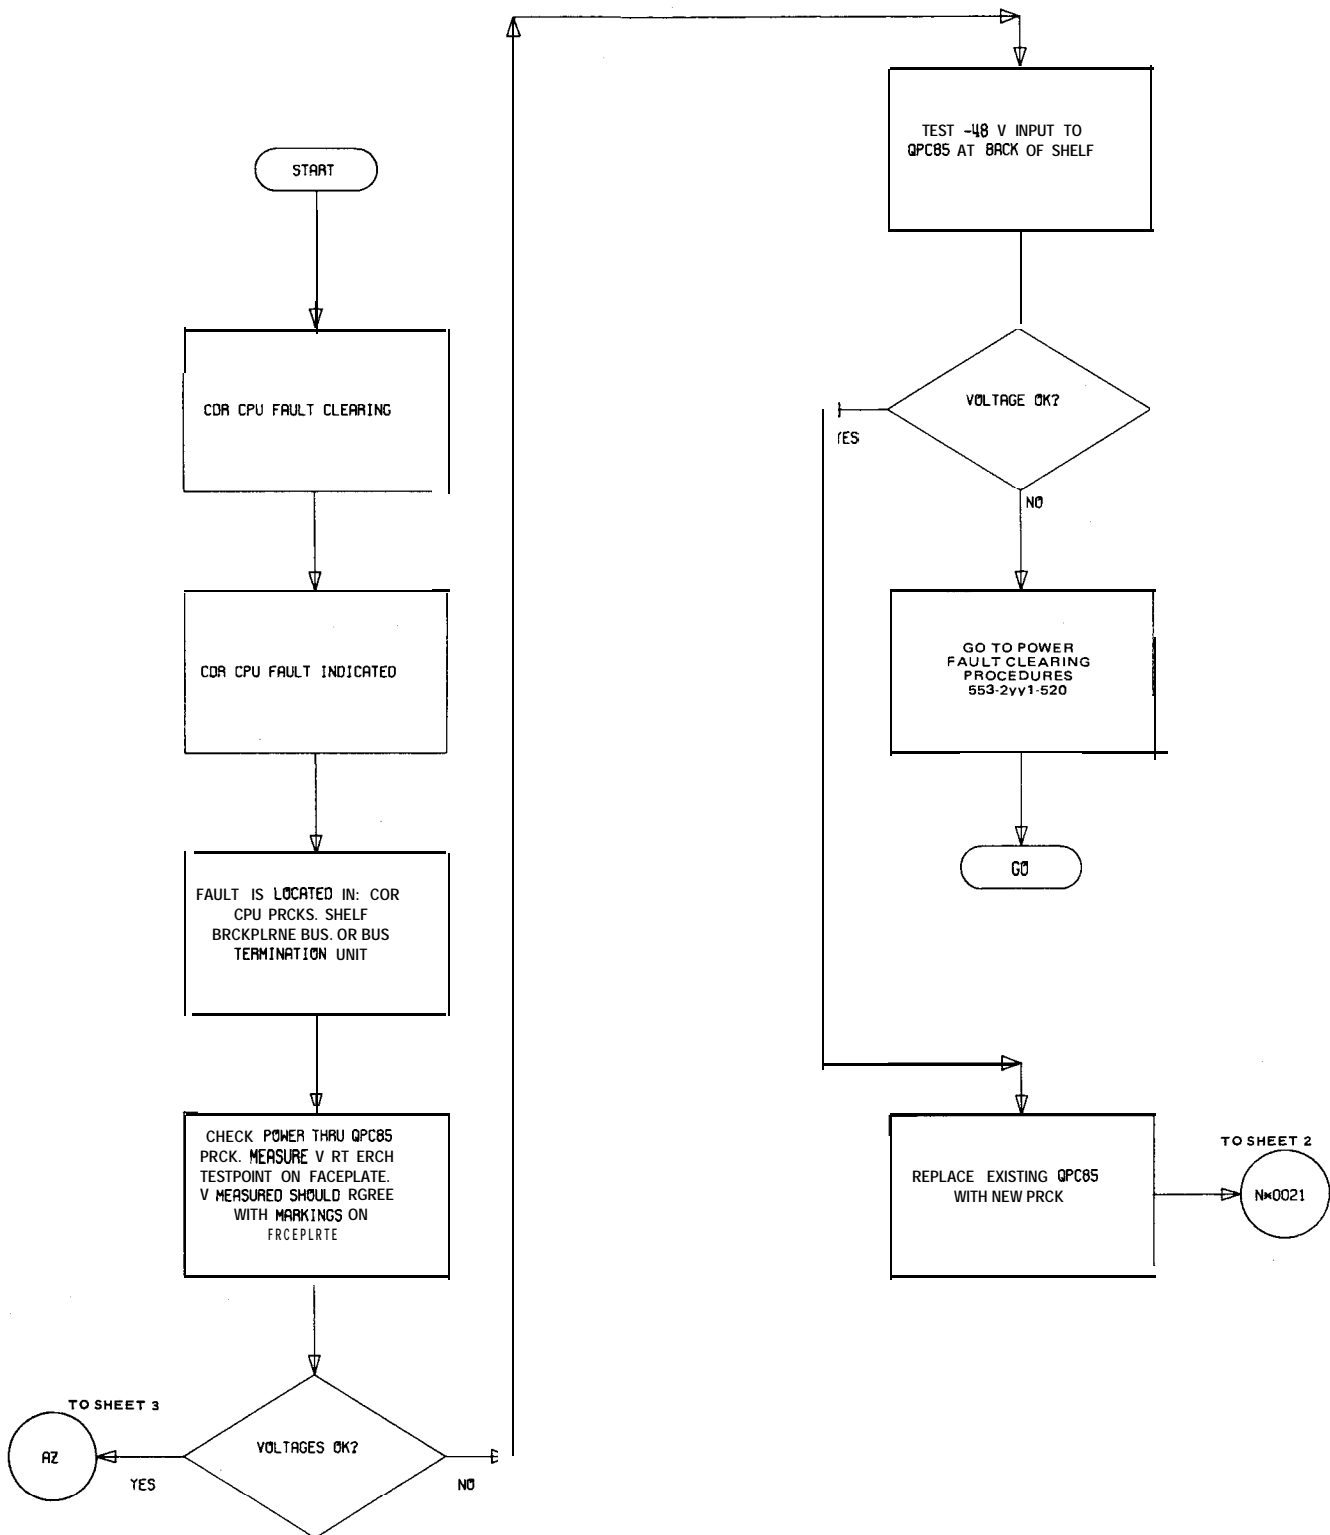 START
CDR CPU FAULT CLEARING
CDR CPU FAULT INDICATED
FAULT IS LOCATED IN: COR
CPU PRCKS. SHELF
BRCKPLRNE BUS. OR BUS
TERMINATION UNIT
CHECK POWER THRU QPC85
PRCK. MEASURE V RT ERCH
TESTPOINT ON FACEPLATE.
V MEASURED SHOULD RGREE
WITH MARKINGS ON
FRCEPLRTE
VOLTAGES OK?
TO SHEET 3
AZ
YES
NO
TEST -48 V INPUT TO
QPC85 AT 8ACK OF SHELF
VOLTAGE OK?
YES
NO
GO TO POWER
FAULT CLEARING
PROCEDURES
553-2yy1-520
GO
REPLACE EXISTING QPC85
WITH NEW PRCK
TO SHEET 2
N*0021